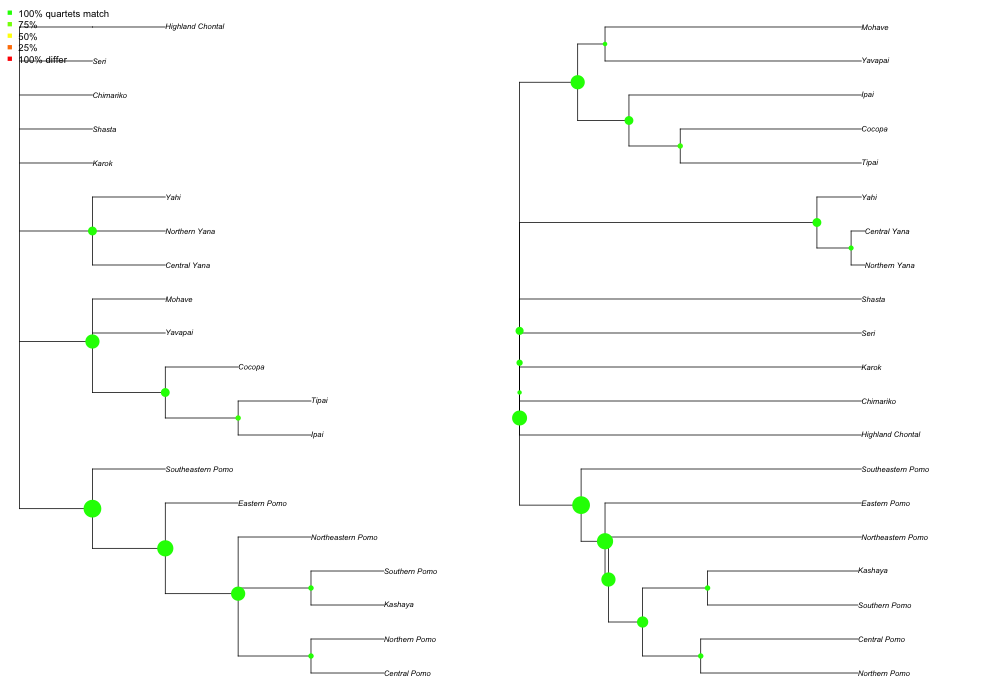 100% quartets match
75%
50%
25%
100% differ
Highland Chontal
Seri
Chimariko
Shasta
Karok
Yahi
Northern Yana
Central Yana
Mohave
Yavapai
Cocopa
Tipai
Ipai
Southeastern Pomo
Eastern Pomo
Northeastern Pomo
Southern Pomo
Kashaya
Northern Pomo
Central Pomo
Mohave
Yavapai
Ipai
Cocopa
Tipai
Yahi
Central Yana
Northern Yana
Shasta
Seri
Karok
Chimariko
Highland Chontal
Southeastern Pomo
Eastern Pomo
Northeastern Pomo
Kashaya
Southern Pomo
Central Pomo
Northern Pomo